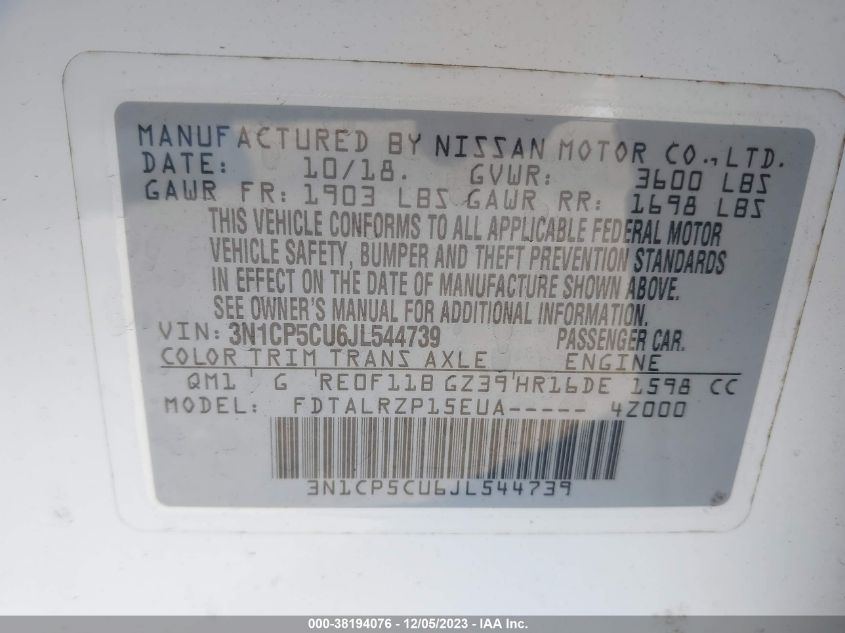 MANUFACTURED BY NISSAN MOTOR CO., LTD.
DATE: 10/18. GVWR: 3600 LBS
GAWR FR: 1903 LBS GAWR RR: 1698 LBS
THIS VEHICLE CONFORMS TO ALL APPLICABLE FEDERAL MOTOR
VEHICLE SAFETY, BUMPER AND THEFT PREVENTION STANDARDS
IN EFFECT ON THE DATE OF MANUFACTURE SHOWN ABOVE.
SEE OWNER'S MANUAL FOR ADDITIONAL INFORMATION.
VIN: 3N1CP5CU6JL544739 PASSENGER CAR.
COLOR TRIM TRANS AXLE ENGINE
QM1 G RE0F11B GZ39 HR16DE 1598 CC
MODEL: FDTALRZP15EUA----- 4Z000
3N1CP5CU6JL544739
000-38194076 - 12/05/2023 - IAA Inc.